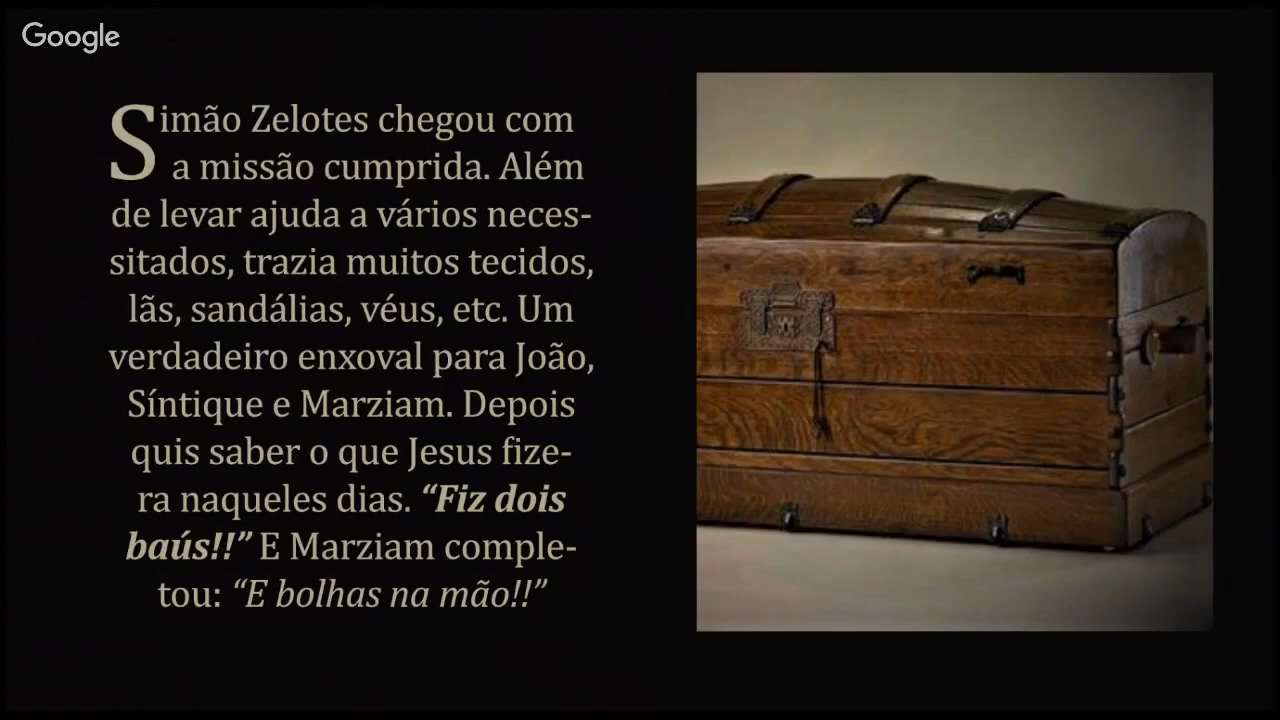 Google
Simão Zelotes chegou com
a missão cumprida. Além
de levar ajuda a vários neces-
sitados, trazia muitos tecidos,
lãs, sandálias, véus, etc. Um
verdadeiro enxoval para João,
Síntique e Marziam. Depois
quis saber o que Jesus fize-
ra naqueles dias. “Fiz dois
baús!!” E Marziam comple-
tou: “E bolhas na mão!!”